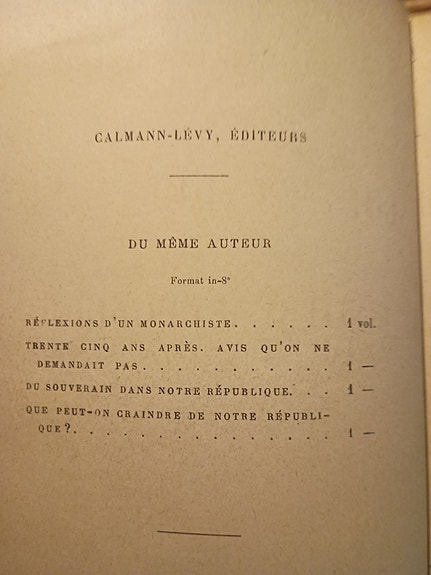 CALMANN-LÉVY, ÉDITEURS
DU MÊME AUTEUR
Format in-8°
RÉFLEXIONS D'UN MONARCHISTE. . . . . . 1 vol.
TRENTE CINQ ANS APRÈS. AVIS QU'ON NE
DEMANDAIT PAS . . . . . . . . . . . 1 —
DU SOUVERAIN DANS NOTRE RÉPUBLIQUE. . . 1 —
QUE PEUT-ON CRAINDRE DE NOTRE RÉPUBLI-
QUE?. . . . . . . . . . . . . . . 1 —